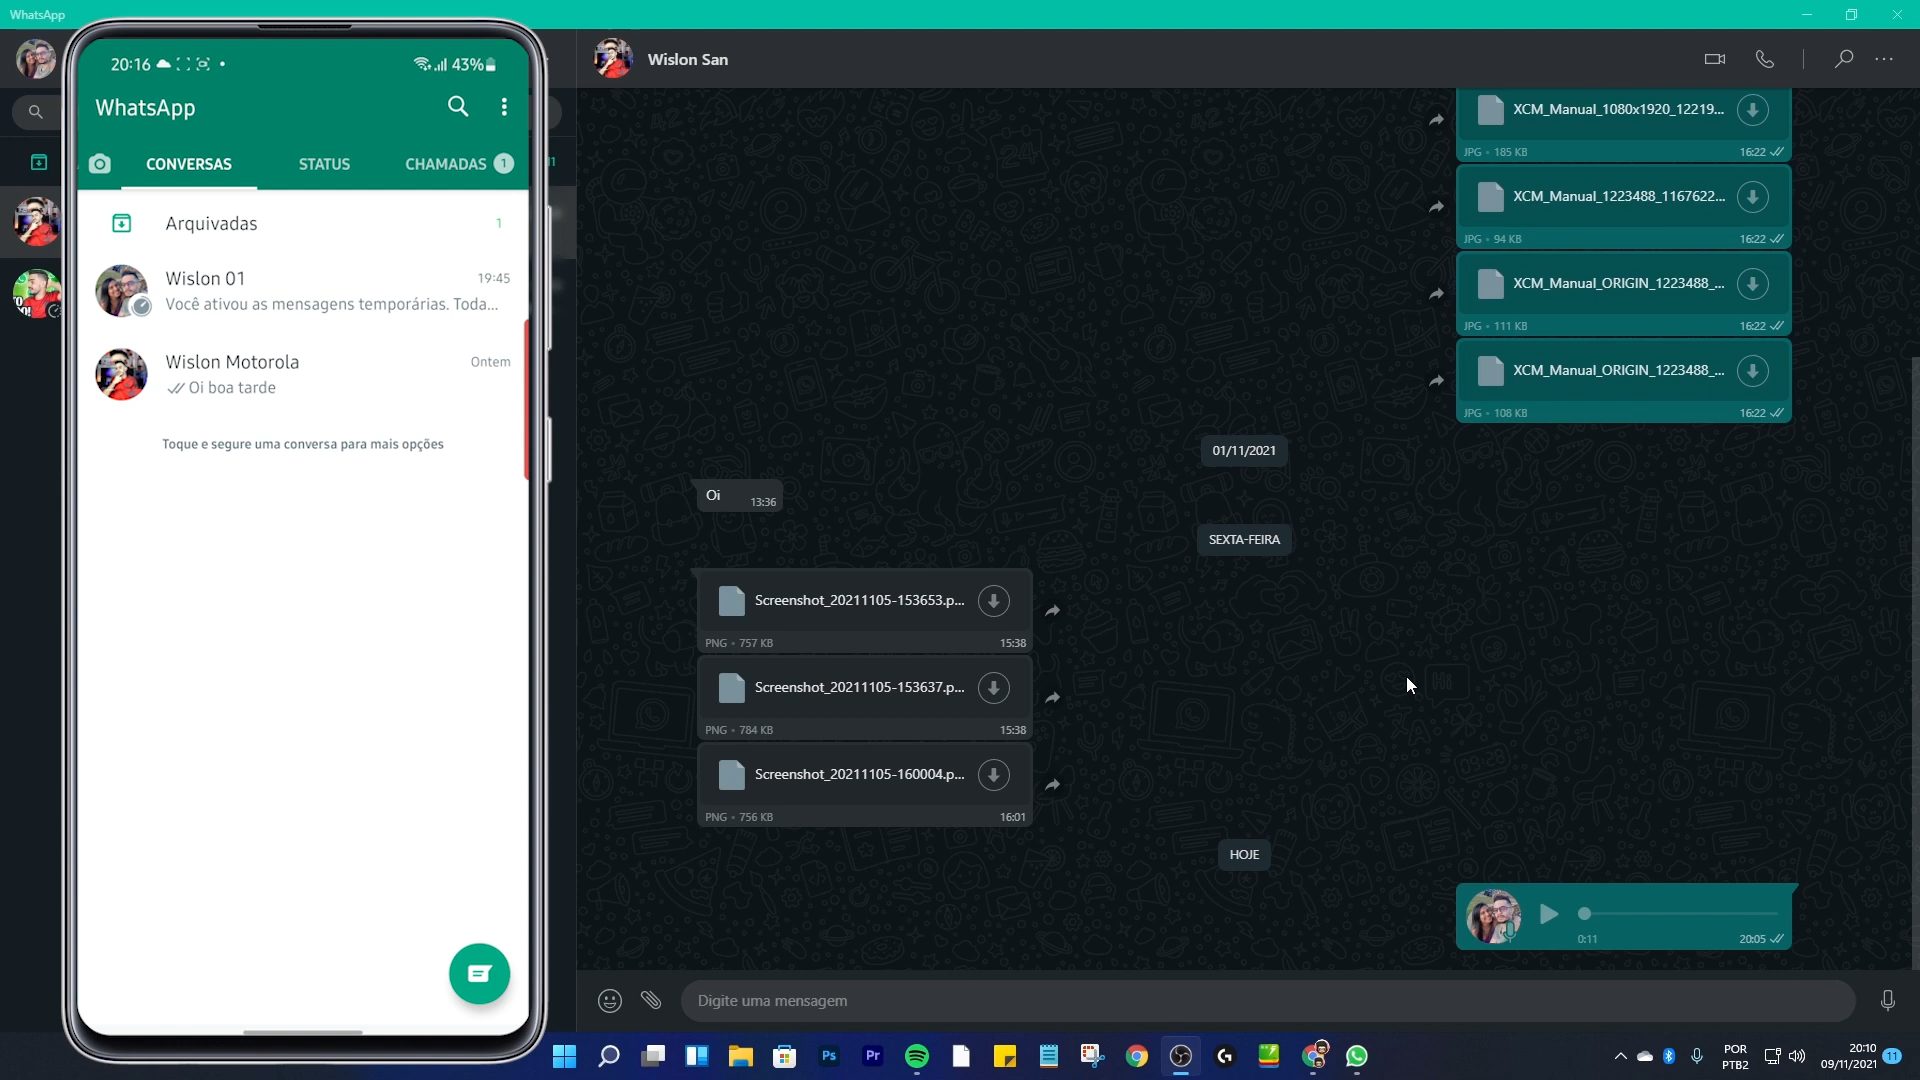 WhatsApp
20:16
43%
WhatsApp
CONVERSAS
STATUS
CHAMADAS 1
Arquivadas
1
Wislon 01
19:45
Você ativou as mensagens temporárias. Toda...
Wislon Motorola
Ontem
Oi boa tarde
Toque e segure uma conversa para mais opções
Wislon San
XCM_Manual_1080x1920_12219...
JPG • 185 KB
16:22
XCM_Manual_1223488_1167622...
JPG • 94 KB
16:22
XCM_Manual_ORIGIN_1223488_...
JPG • 111 KB
16:22
XCM_Manual_ORIGIN_1223488_...
JPG • 108 KB
16:22
01/11/2021
Oi
13:36
SEXTA-FEIRA
Screenshot_20211105-153653.p...
PNG • 757 KB
15:38
Screenshot_20211105-153637.p...
PNG • 784 KB
15:38
Screenshot_20211105-160004.p...
PNG • 756 KB
16:01
HOJE
0:11
20:05
Digite uma mensagem
Ps
Pr
POR
PTB2
20:10
09/11/2021
11